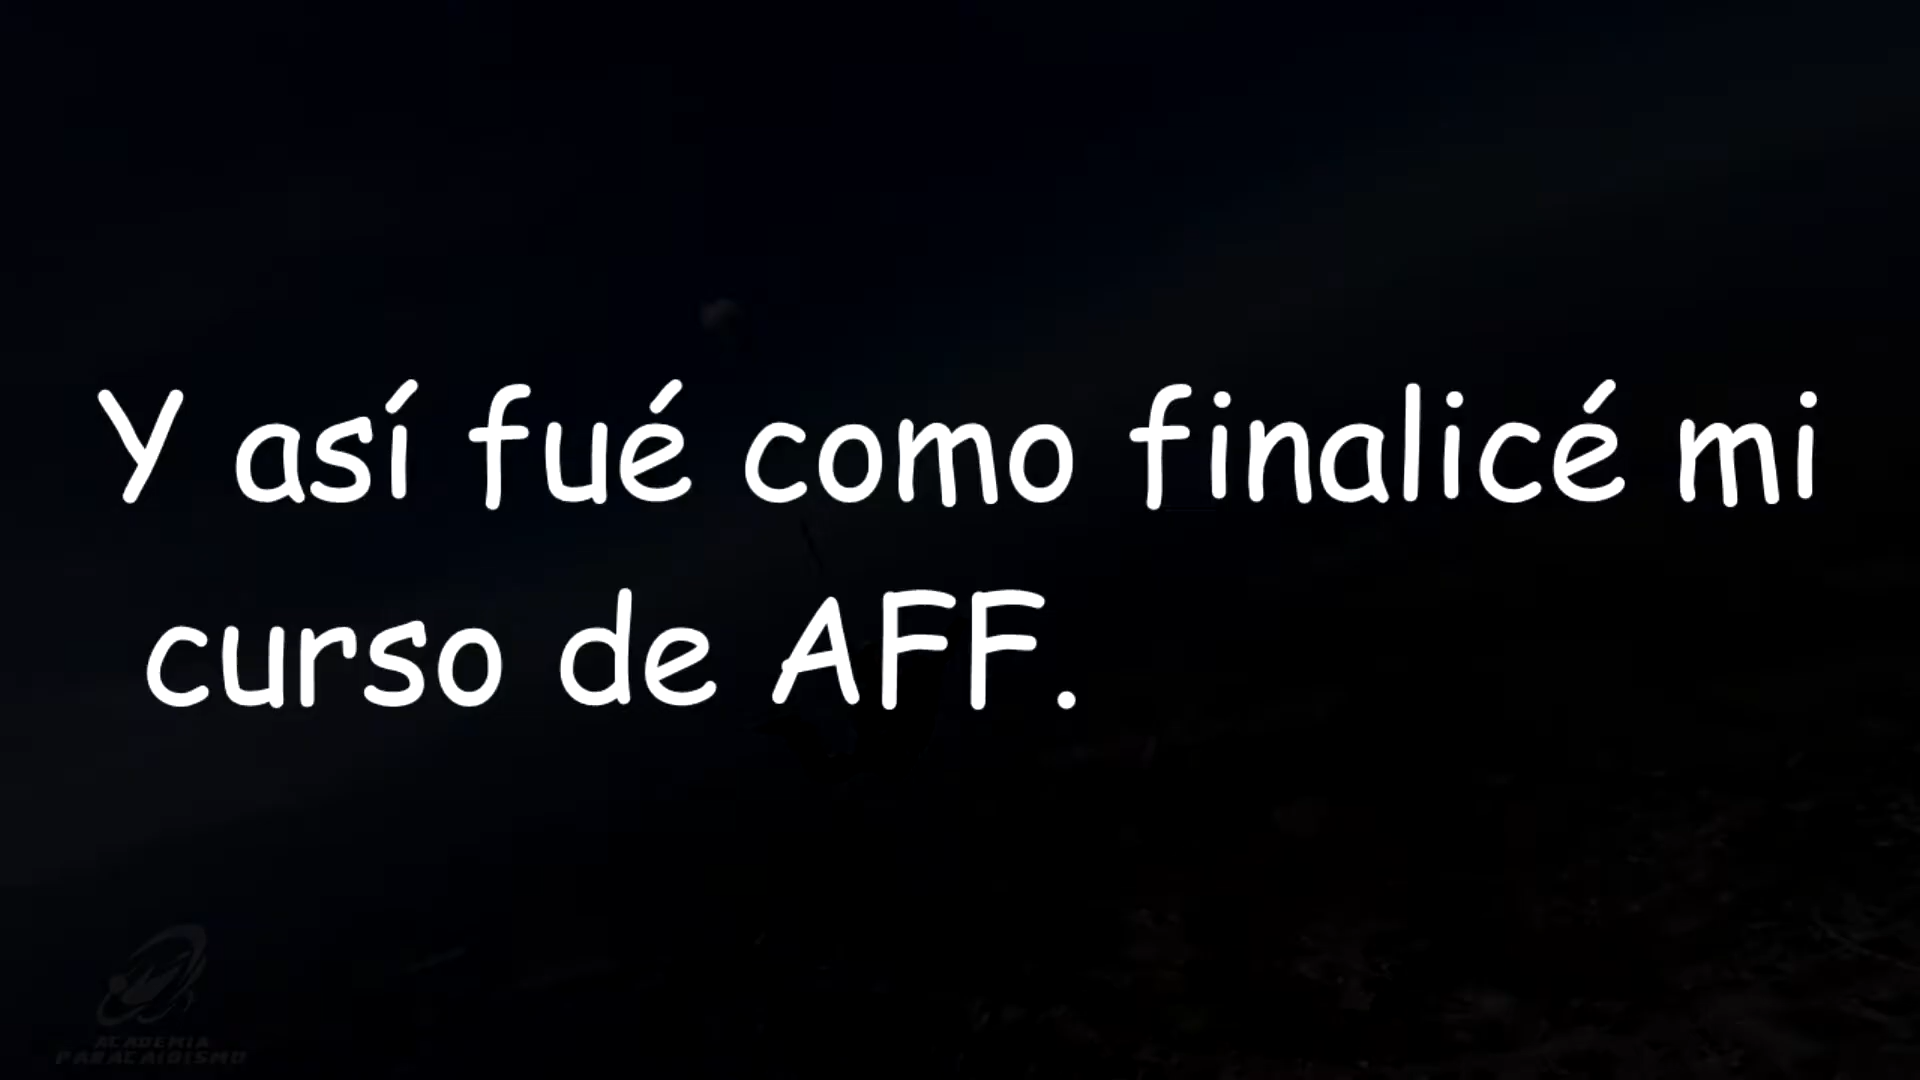 Y así fué como finalicé mi
curso de AFF.
ACADEMIA
PARACAIDISMO